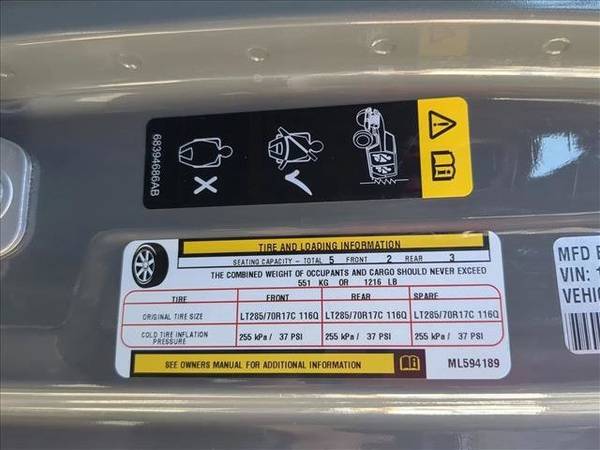 68394686AB
TIRE AND LOADING INFORMATION
SEATING CAPACITY - TOTAL 5 FRONT 2 REAR 3
THE COMBINED WEIGHT OF OCCUPANTS AND CARGO SHOULD NEVER EXCEED
551 KG OR 1216 LB
TIRE FRONT REAR SPARE
ORIGINAL TIRE SIZE LT285/70R17C 116Q LT285/70R17C 116Q LT285/70R17C 116Q
COLD TIRE INFLATION PRESSURE 255 kPa / 37 PSI 255 kPa / 37 PSI 255 kPa / 37 PSI
SEE OWNERS MANUAL FOR ADDITIONAL INFORMATION ML594189
MFD
VIN: 1
VEHIC